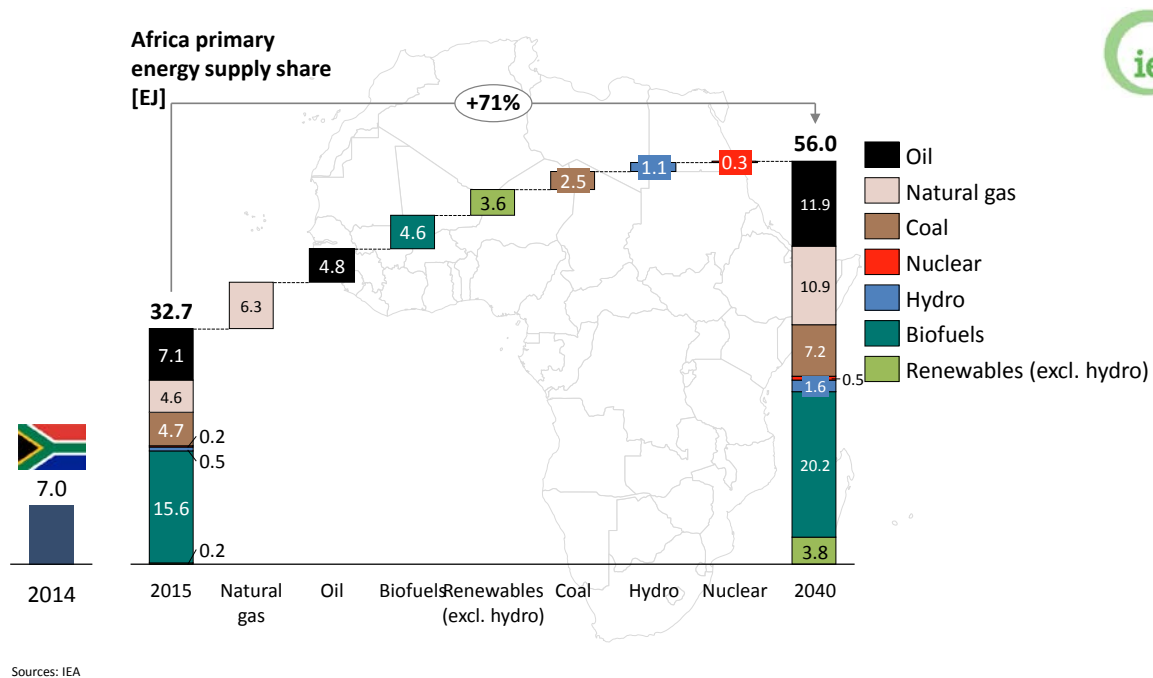 Africa primary
energy supply share
[EJ]
+71%
ie
56.0
0.3
1.1
2.5
3.6
4.6
4.8
6.3
32.7
7.1
4.6
4.7
0.2
0.5
15.6
0.2
11.9
10.9
7.2
0.5
1.6
20.2
3.8
Oil
Natural gas
Coal
Nuclear
Hydro
Biofuels
Renewables (excl. hydro)
7.0
2014
2015
Natural
gas
Oil
Biofuels
Renewables
(excl. hydro)
Coal
Hydro
Nuclear
2040
Sources: IEA